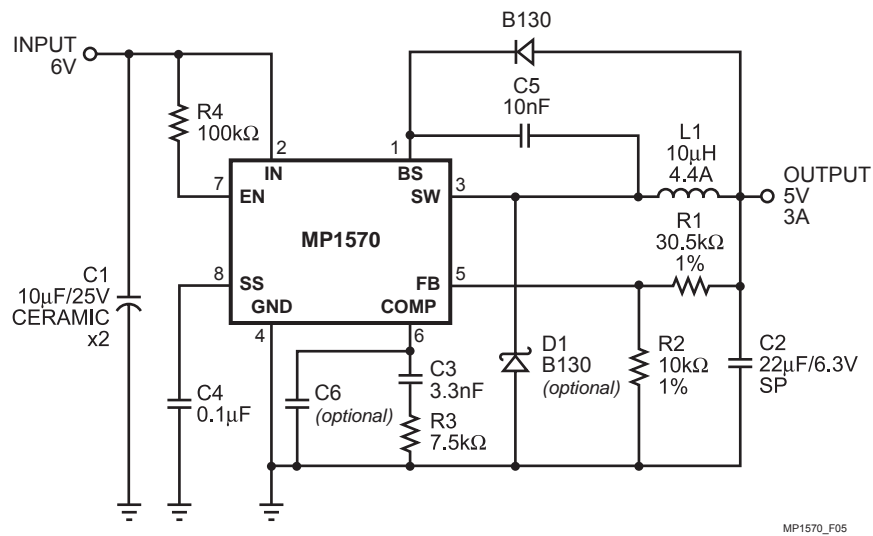 B130
INPUT
6V
C5
10nF
R4
100kΩ
L1
10µH
4.4A
2
1
IN
BS
7
EN
SW
3
OUTPUT
5V
3A
MP1570
R1
30.5kΩ
1%
8
SS
FB
5
C1
10µF/25V
CERAMIC
x2
GND
COMP
4
6
D1
B130
(optional)
R2
10kΩ
1%
C2
22µF/6.3V
SP
C3
3.3nF
C4
0.1µF
C6
(optional)
R3
7.5kΩ
MP1570_F05